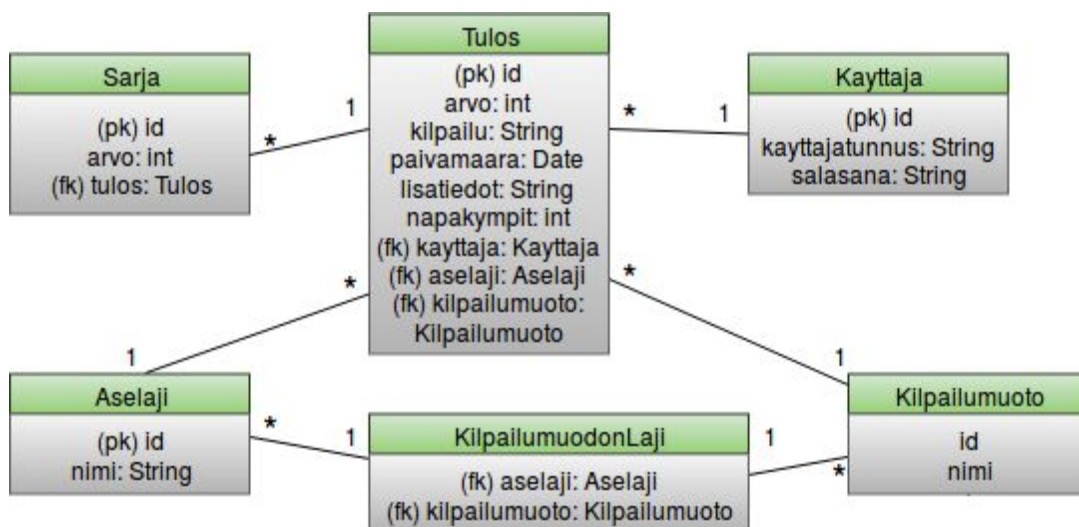 Sarja
(pk) id
arvo: int
(fk) tulos: Tulos
*
1
Tulos
(pk) id
arvo: int
kilpailu: String
paivamaara: Date
lisatiedot: String
napakympit: int
(fk) kayttaja: Kayttaja
(fk) aselaji: Aselaji
(fk) kilpailumuoto:
Kilpailumuoto
*
1
Kayttaja
(pk) id
kayttajatunnus: String
salasana: String
*
1
*
1
Aselaji
(pk) id
nimi: String
*
1
KilpailumuodonLaji
(fk) aselaji: Aselaji
(fk) kilpailumuoto: Kilpailumuoto
1
*
Kilpailumuoto
id
nimi